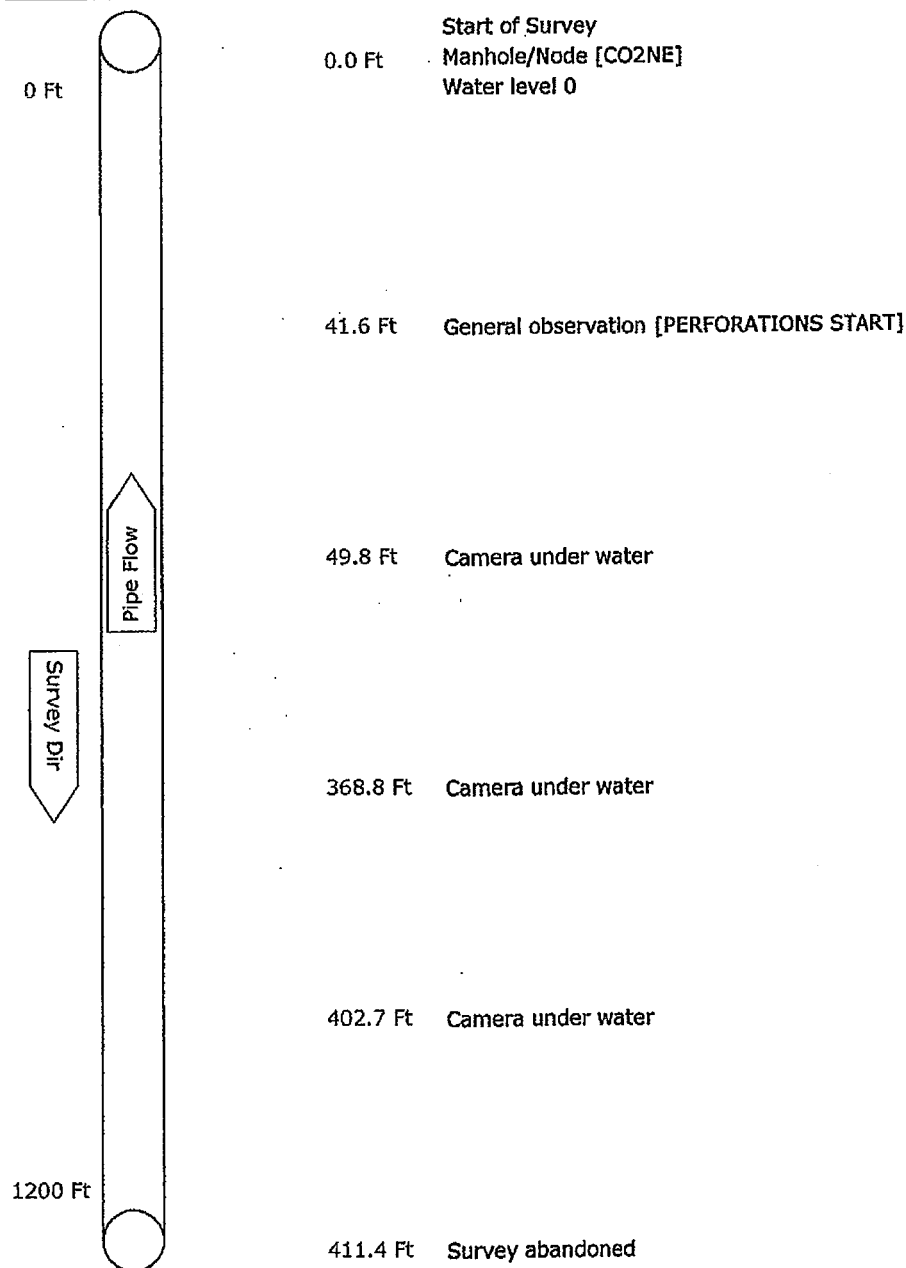 Start of Survey
0.0 Ft Manhole/Node [CO2NE]
Water level 0
0 Ft
41.6 Ft General observation [PERFORATIONS START]
Pipe Flow
49.8 Ft Camera under water
Survey Dir
368.8 Ft Camera under water
402.7 Ft Camera under water
1200 Ft
411.4 Ft Survey abandoned